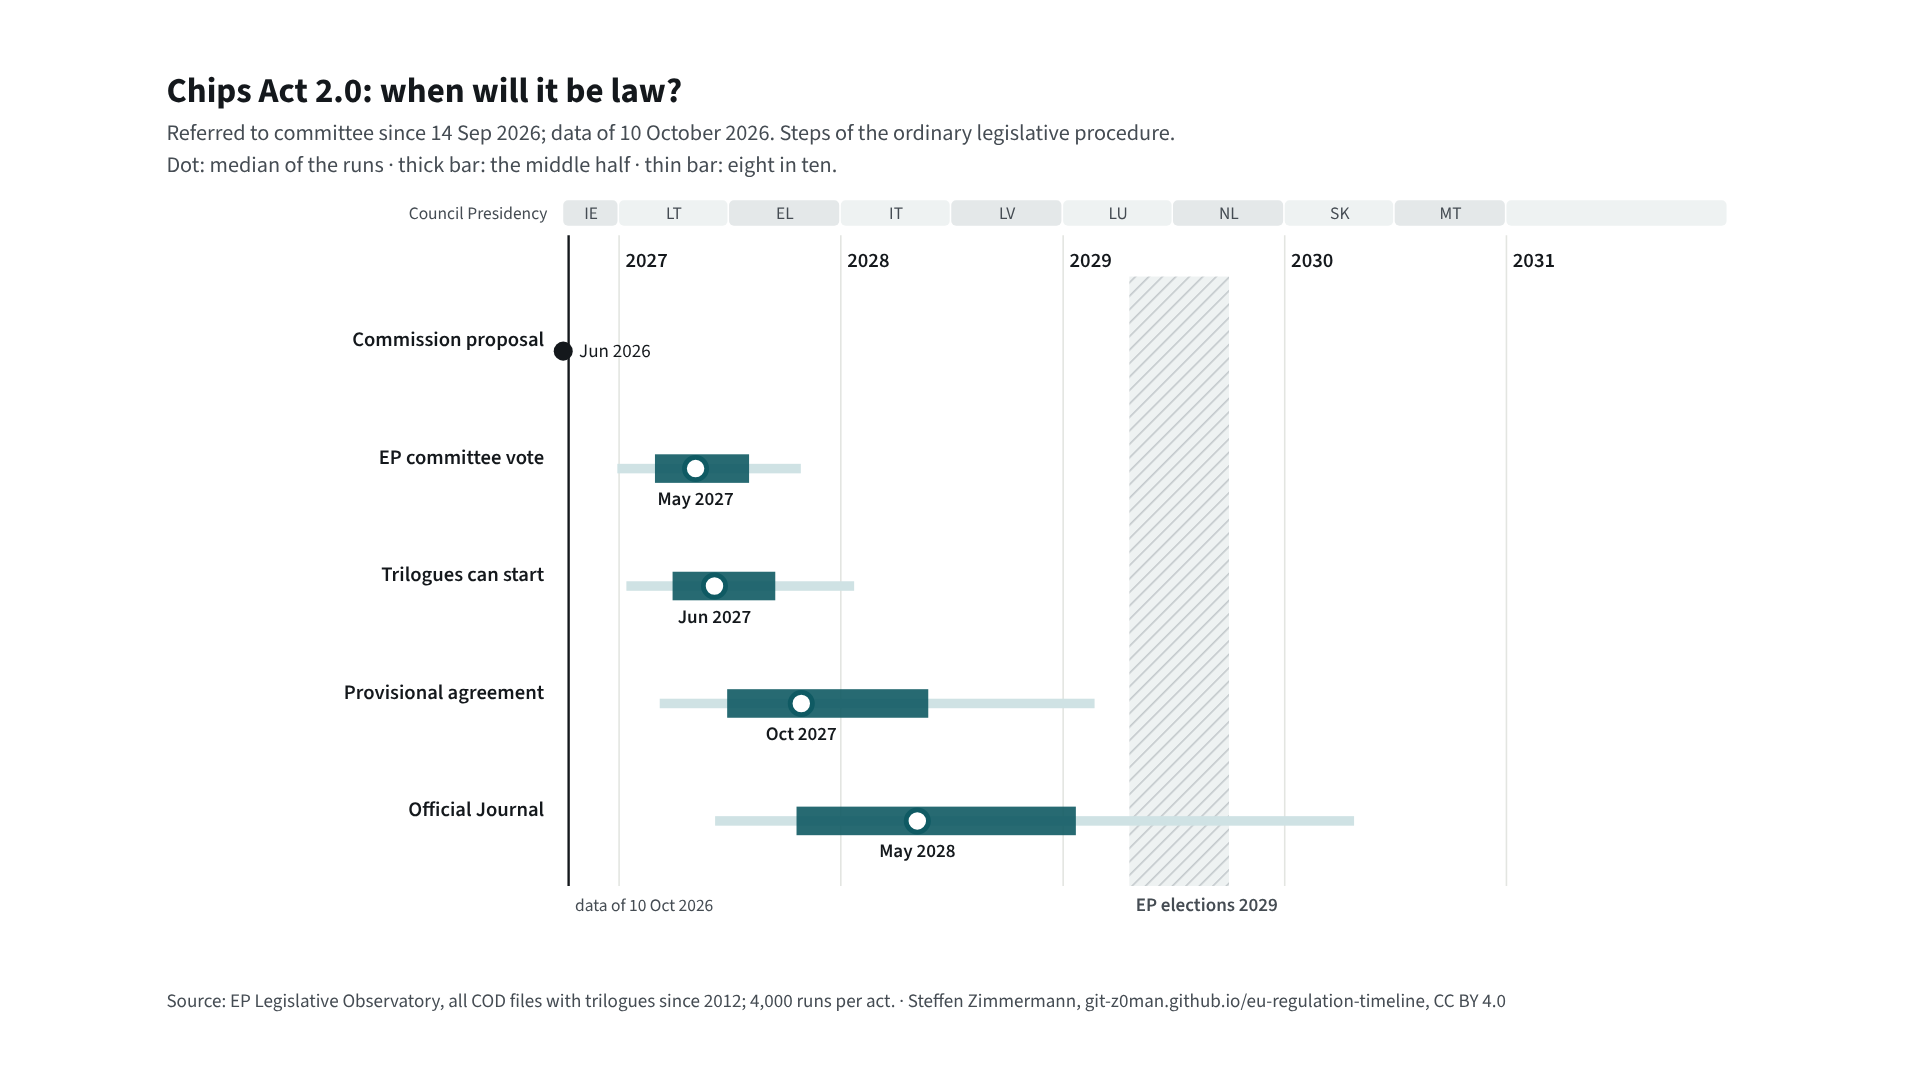 Chips Act 2.0: when will it be law?
Referred to committee since 14 Sep 2026; data of 10 October 2026. Steps of the ordinary legislative procedure.
Dot: median of the runs · thick bar: the middle half · thin bar: eight in ten.
Council Presidency IE LT EL IT LV LU NL SK MT
2027 2028 2029 2030 2031
Commission proposal
Jun 2026
EP committee vote
May 2027
Trilogues can start
Jun 2027
Provisional agreement
Oct 2027
Official Journal
May 2028
data of 10 Oct 2026 EP elections 2029
Source: EP Legislative Observatory, all COD files with trilogues since 2012; 4,000 runs per act. · Steffen Zimmermann, git-z0man.github.io/eu-regulation-timeline, CC BY 4.0